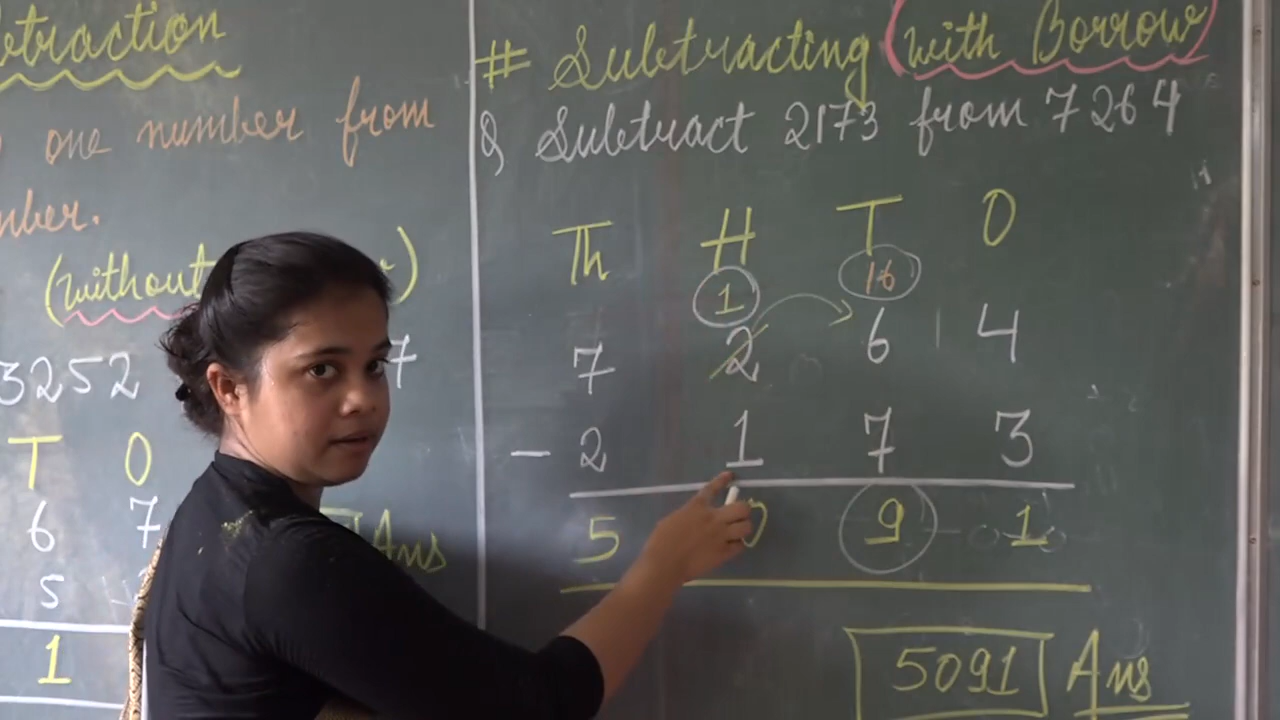 traction
one number from
mber.
(without
3252 7
T O
6 7
5
1
Ans
# Subtracting (with Borrow)
Q Subtract 2173 from 7264
Th H T O
1 16
7 2 6 4
- 2 1 7 3
5 0 9 1
5091 Ans